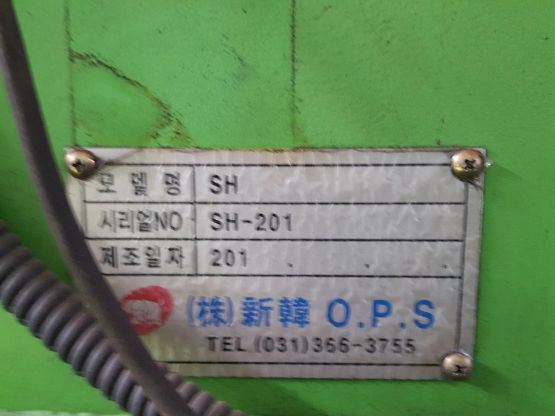 모델명 SH
시리얼NO SH-201
제조일자 201 . . .
(株)新韓 O.P.S
TEL (031)366-3755